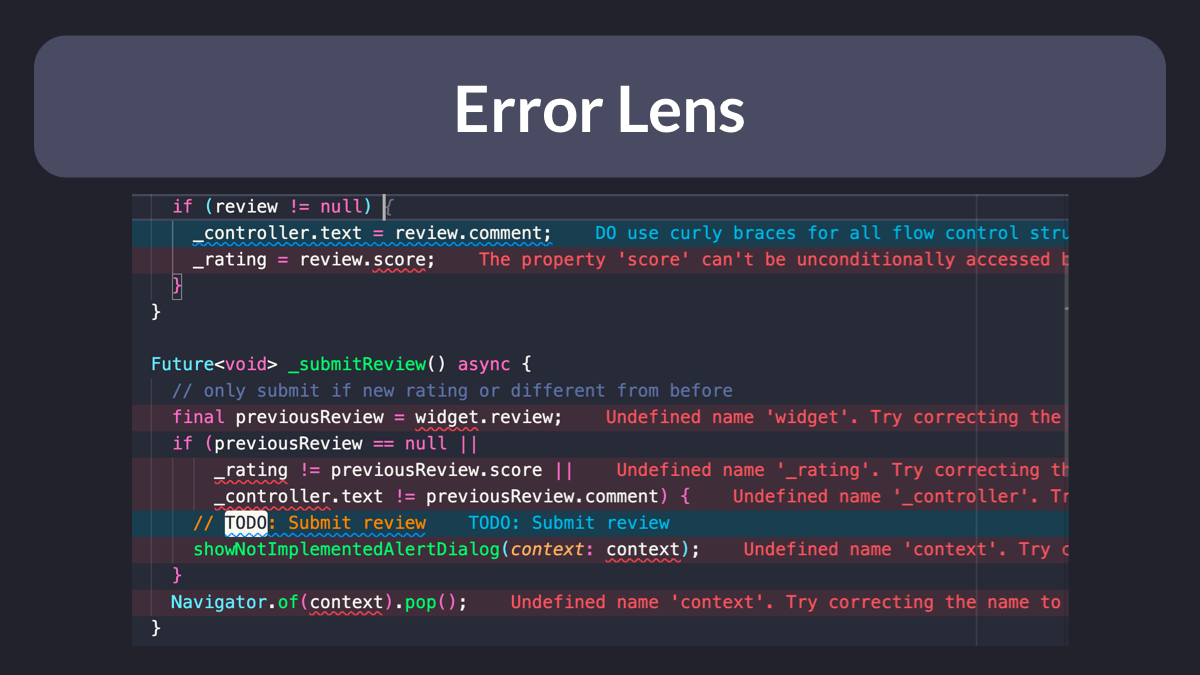 Error Lens
if (review != null) {
_controller.text = review.comment; DO use curly braces for all flow control stru
_rating = review.score; The property 'score' can't be unconditionally accessed b
}
}
Future<void> _submitReview() async {
// only submit if new rating or different from before
final previousReview = widget.review; Undefined name 'widget'. Try correcting the
if (previousReview == null ||
_rating != previousReview.score || Undefined name '_rating'. Try correcting th
_controller.text != previousReview.comment) { Undefined name '_controller'. Tr
// TODO: Submit review TODO: Submit review
showNotImplementedAlertDialog(context: context); Undefined name 'context'. Try c
}
Navigator.of(context).pop(); Undefined name 'context'. Try correcting the name to
}